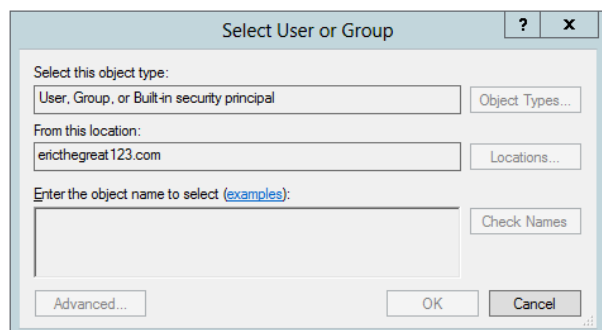 Select User or Group
? x
Select this object type:
User, Group, or Built-in security principal
Object Types...
From this location:
ericthegreat123.com
Locations...
Enter the object name to select (examples):
Check Names
Advanced...
OK
Cancel